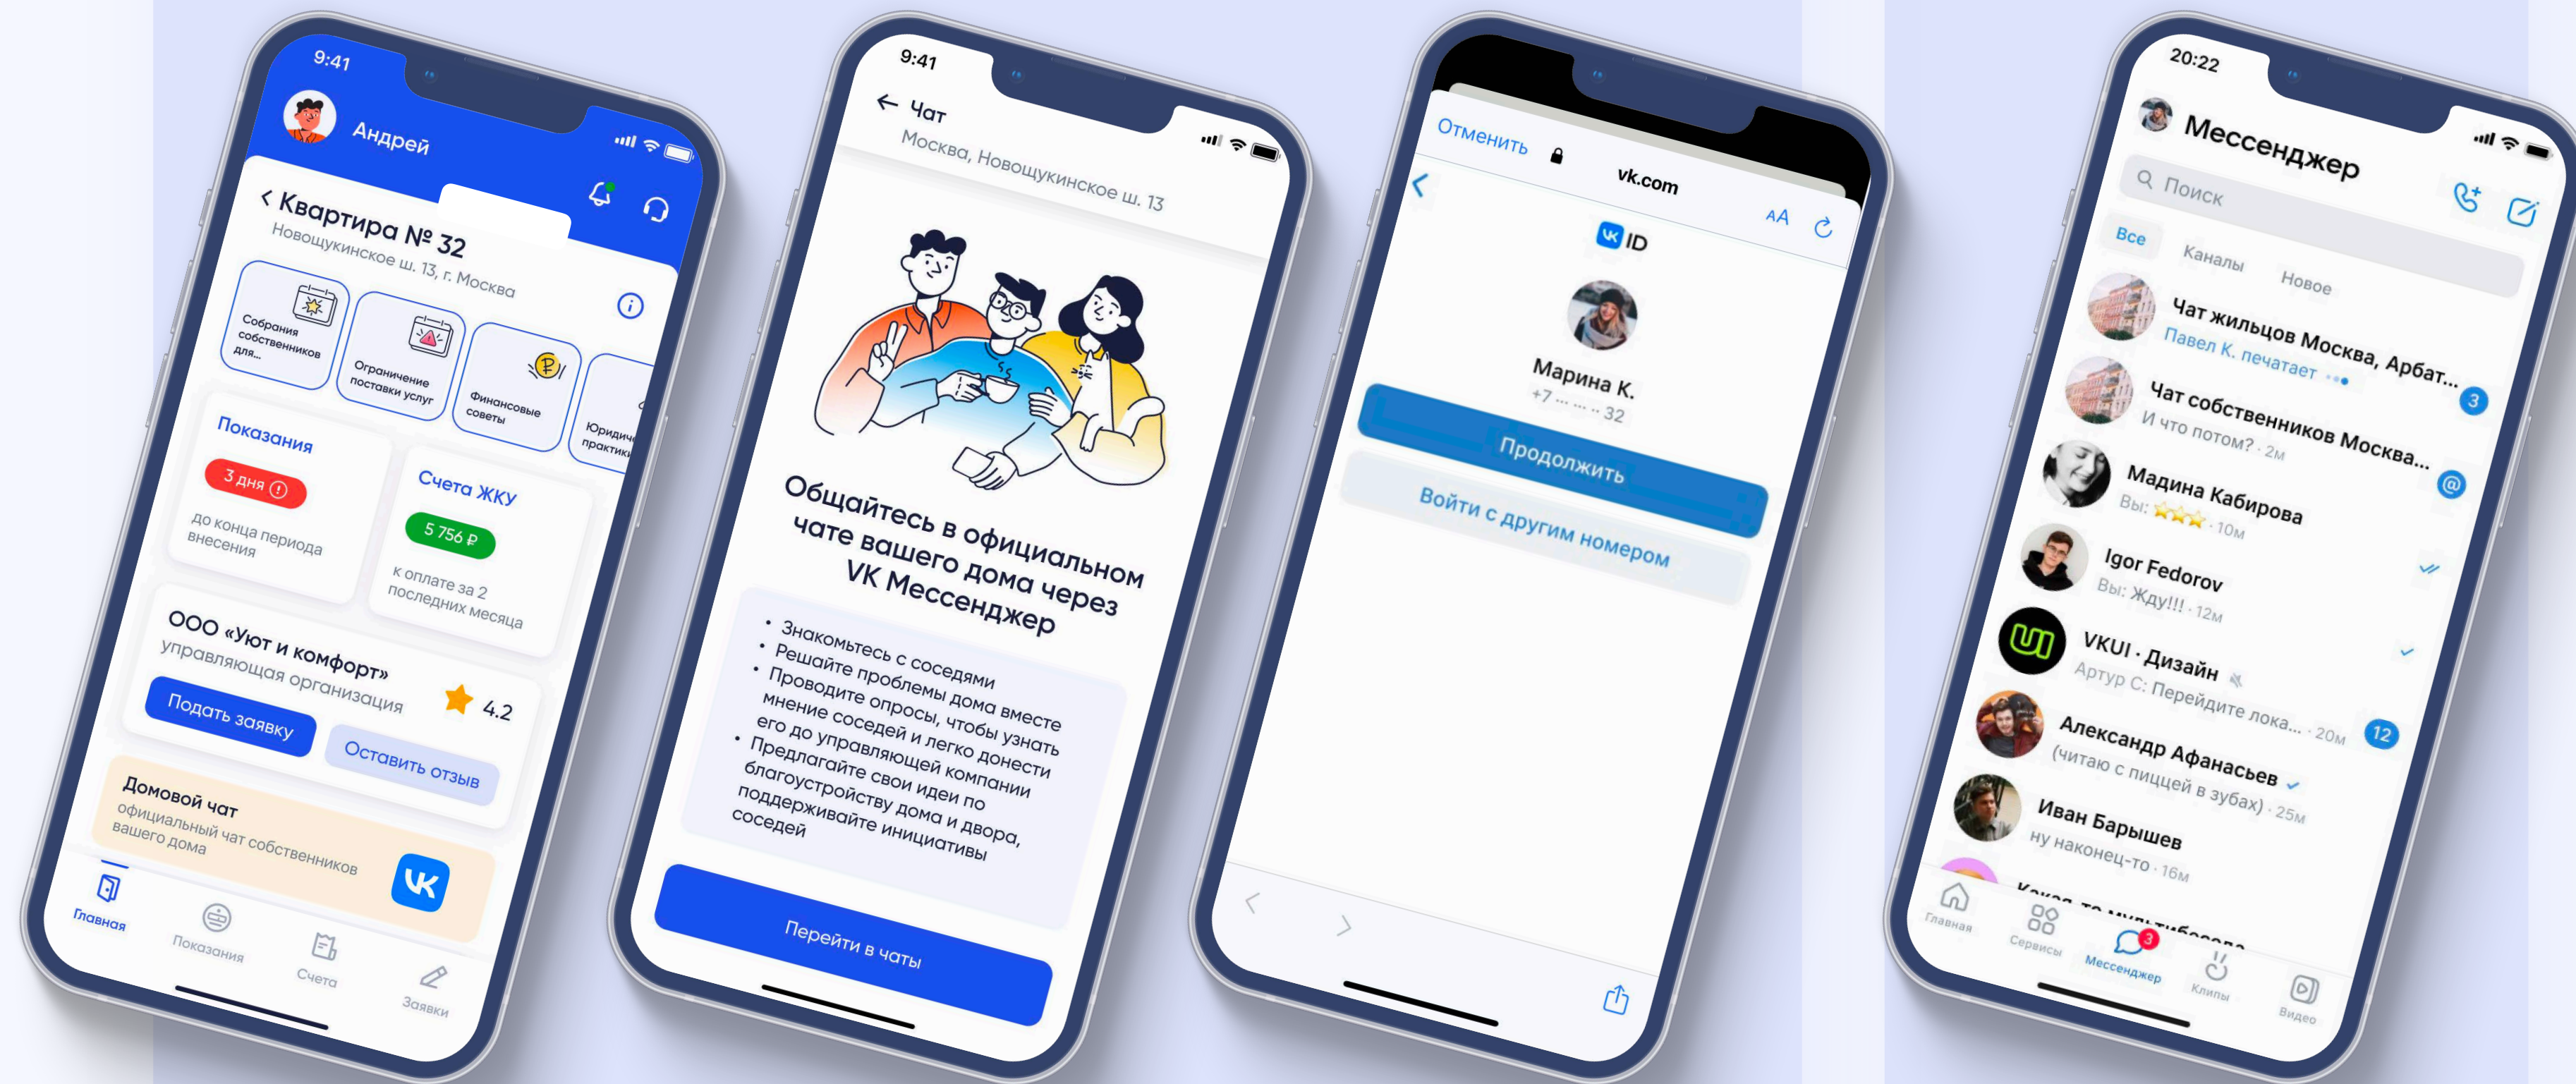 9:41
Андрей
Квартира № 32
Новощукинское ш. 13, г. Москва
Собрания
собственников
для...
Ограничение
поставки услуг
Финансовые
советы
Показания
3 дня
до конца периода
внесения
Счета ЖКУ
5 756 ₽
к оплате за 2
последних месяца
ООО «Уют и комфорт»
управляющая организация
4.2
Подать заявку
Оставить отзыв
Домовой чат
официальный чат собственников
вашего дома
Главная
Показания
Счета
Заявки
9:41
Чат
Москва, Новощукинское ш. 13
Общайтесь в официальном
чате вашего дома через
VK Мессенджер
• Знакомьтесь с соседями
• Решайте проблемы дома вместе
• Проводите опросы, чтобы узнать
мнение соседей и легко донести
его до управляющей компании
• Предлагайте свои идеи по
благоустройству дома и двора,
поддерживайте инициативы
соседей
Перейти в чаты
Отменить
vk.com
AA
VK ID
Марина К.
+7 ··· ··· ·· 32
Продолжить
Войти с другим номером
20:22
Мессенджер
Поиск
Все
Каналы
Новое
Чат жильцов Москва, Арбат...
Павел К. печатает
3
Чат собственников Москва...
И что потом? · 2м
@
Мадина Кабирова
Вы: ⭐⭐⭐ · 10м
Igor Fedorov
Вы: Жду!!! · 12м
VKUI · Дизайн
Артур С: Перейдите лока... · 20м
12
Александр Афанасьев
(читаю с пиццей в зубах) · 25м
Иван Барышев
ну наконец-то · 16м
Главная
Сервисы
Мессенджер
3
Клипы
Видео